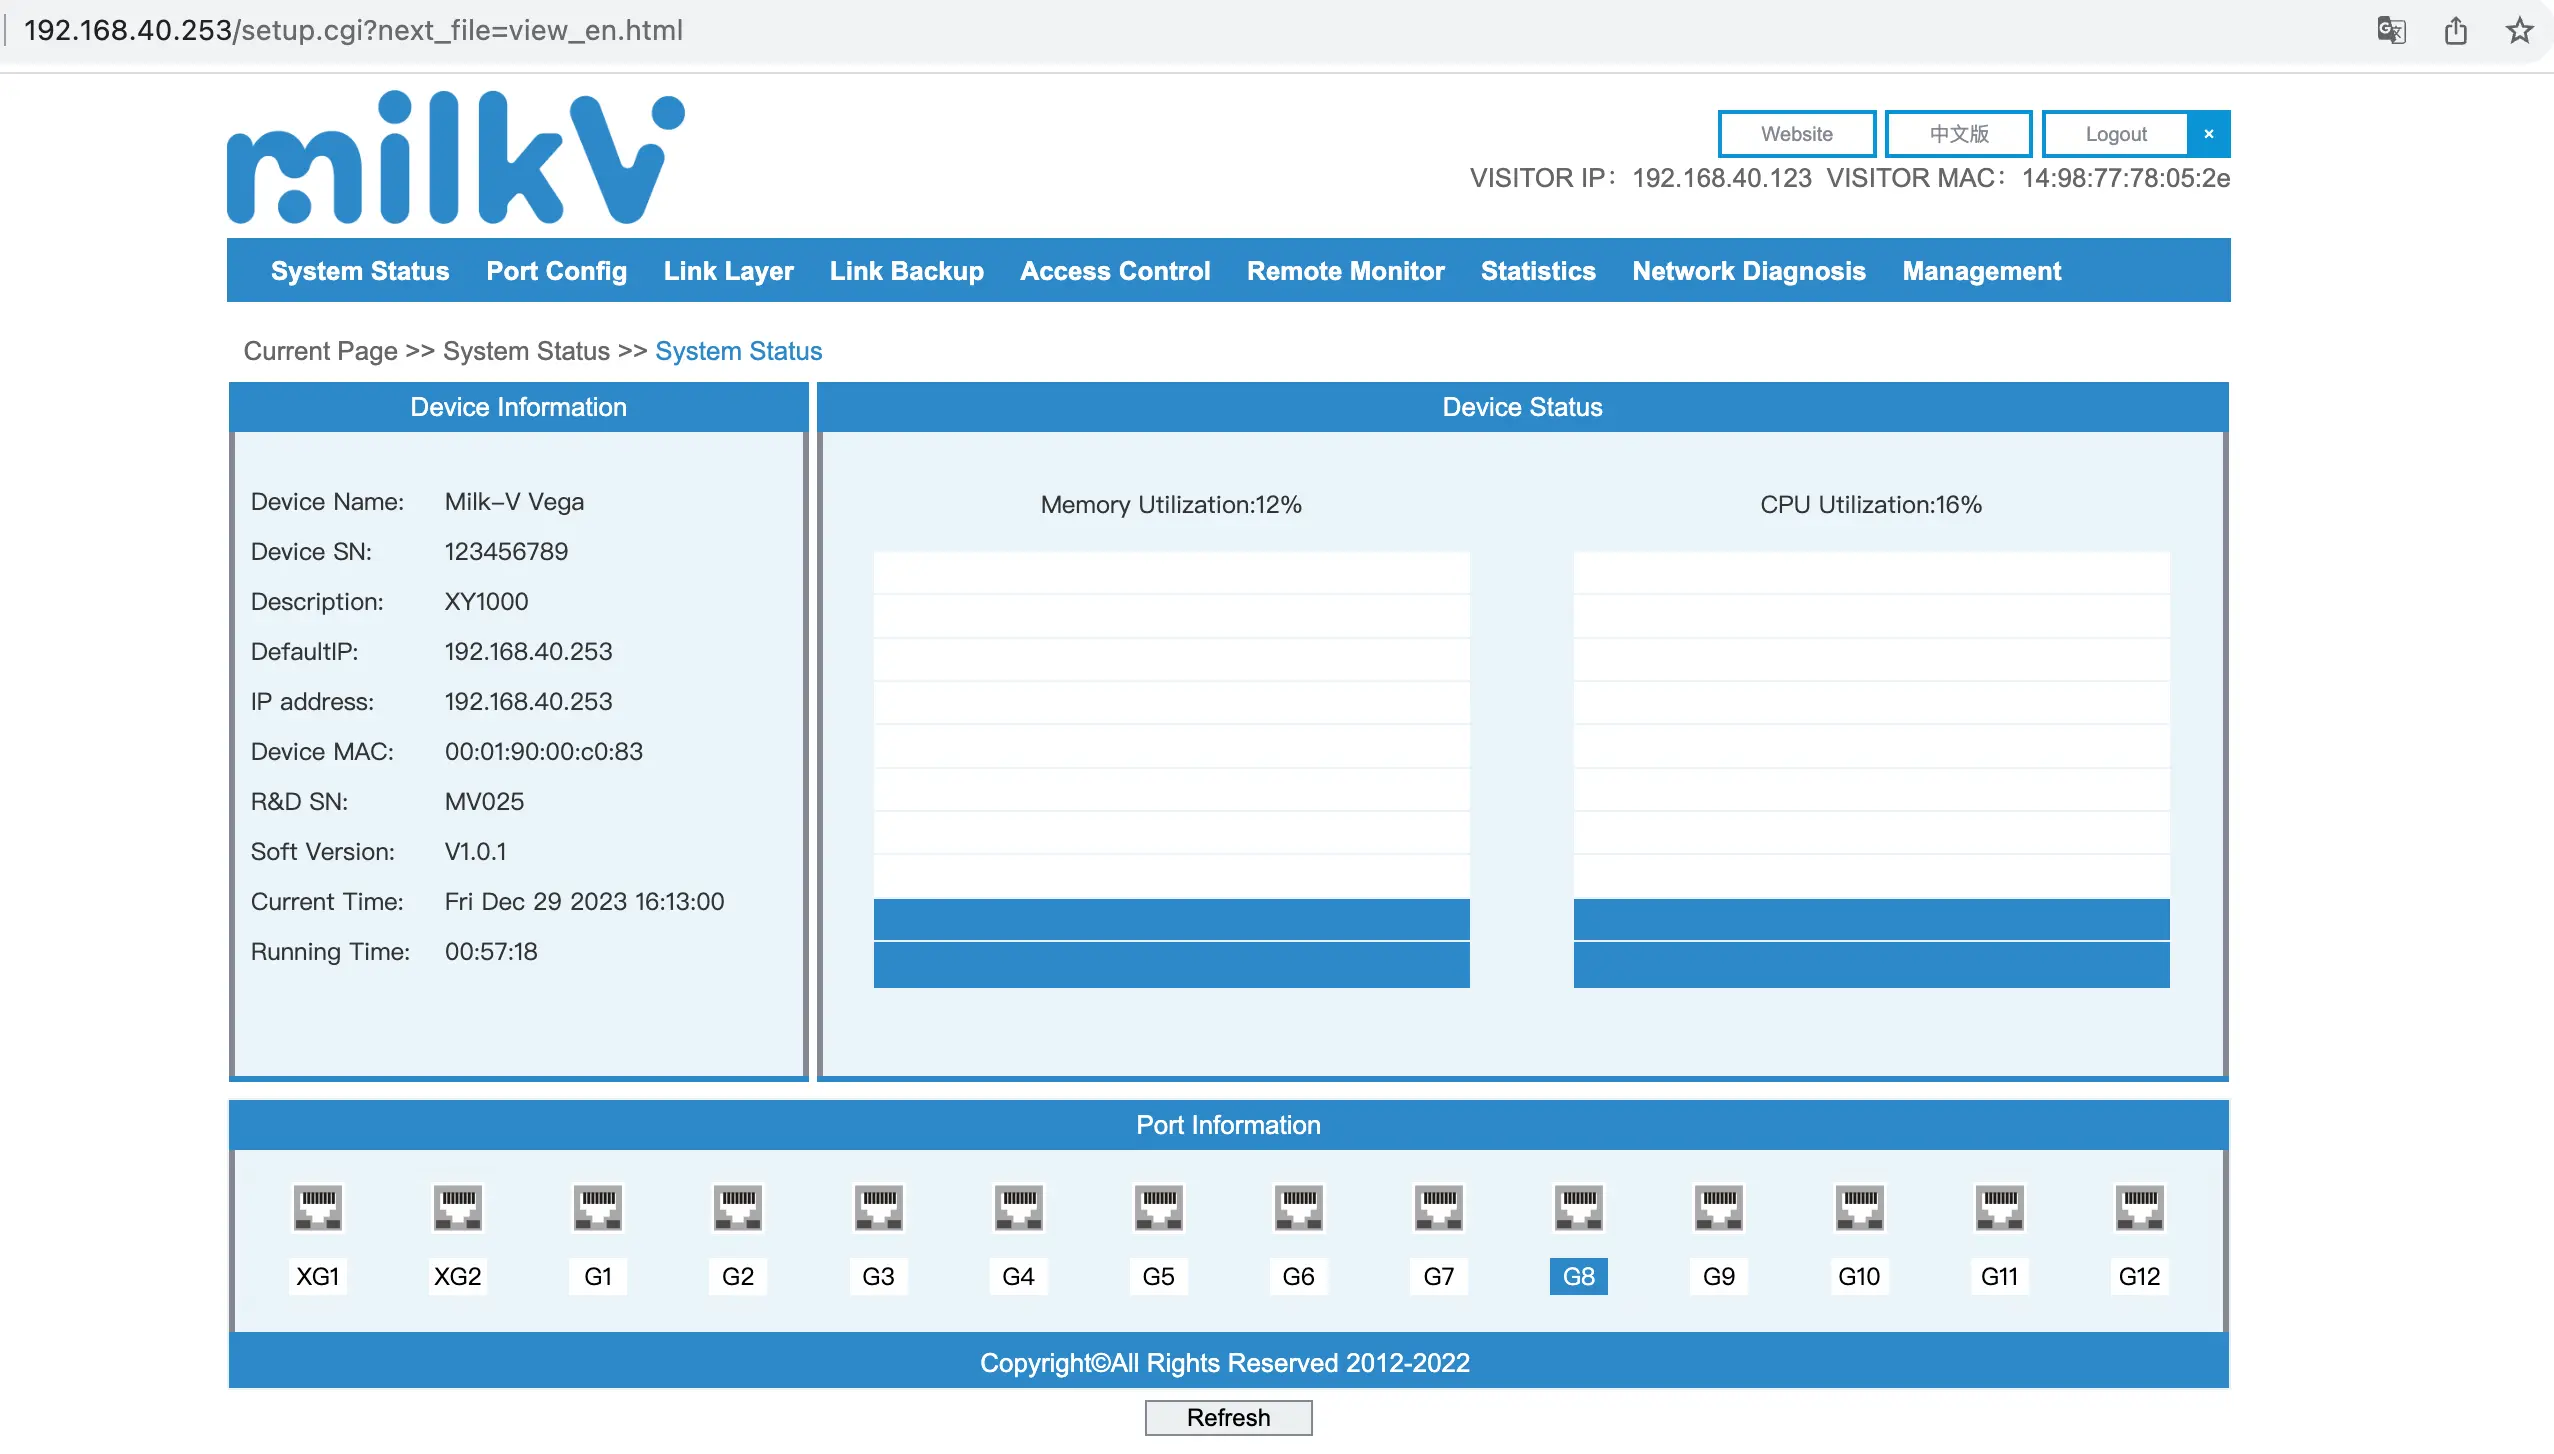 192.168.40.253/setup.cgi?next_file=view_en.html
milkV
Website 中文版 Logout ×
VISITOR IP：192.168.40.123 VISITOR MAC：14:98:77:78:05:2e
System Status Port Config Link Layer Link Backup Access Control Remote Monitor Statistics Network Diagnosis Management
Current Page >> System Status >> System Status
Device Information
Device Name: Milk-V Vega
Device SN: 123456789
Description: XY1000
DefaultIP: 192.168.40.253
IP address: 192.168.40.253
Device MAC: 00:01:90:00:c0:83
R&D SN: MV025
Soft Version: V1.0.1
Current Time: Fri Dec 29 2023 16:13:00
Running Time: 00:57:18
Device Status
Memory Utilization:12% CPU Utilization:16%
Port Information
XG1 XG2 G1 G2 G3 G4 G5 G6 G7 G8 G9 G10 G11 G12
Copyright©All Rights Reserved 2012-2022
Refresh